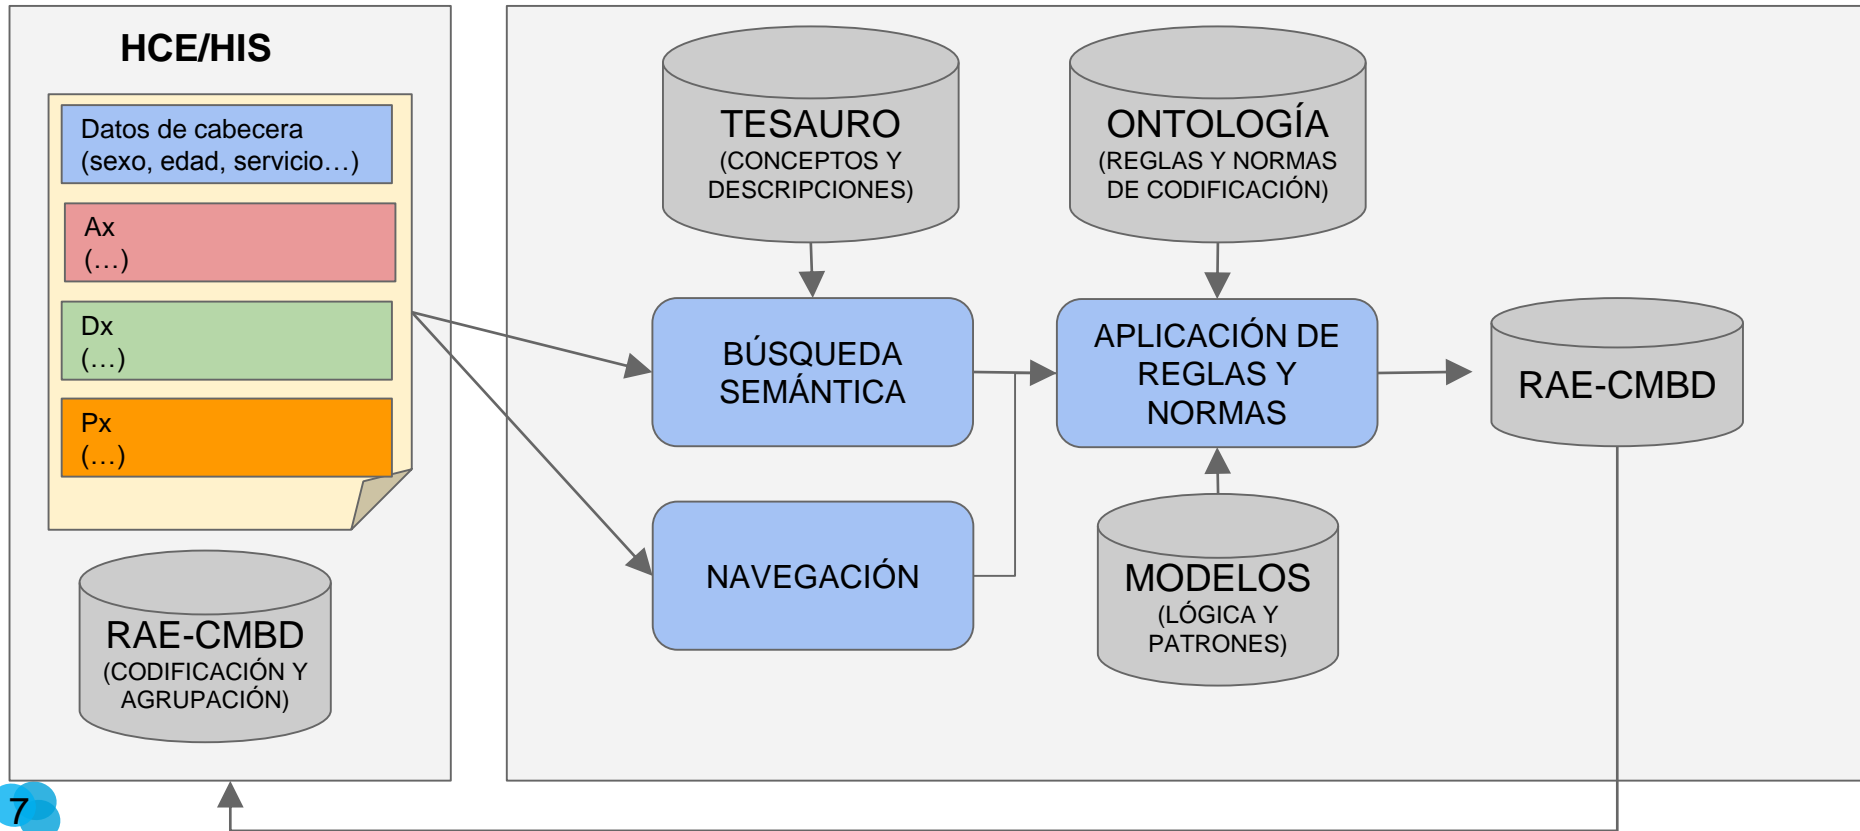 HCE/HIS
Datos de cabecera
(sexo, edad, servicio…)
Ax
(…)
Dx
(…)
Px
(…)
RAE-CMBD
(CODIFICACIÓN Y
AGRUPACIÓN)
TESAURO
(CONCEPTOS Y
DESCRIPCIONES)
ONTOLOGÍA
(REGLAS Y NORMAS
DE CODIFICACIÓN)
BÚSQUEDA
SEMÁNTICA
APLICACIÓN DE
REGLAS Y
NORMAS
RAE-CMBD
NAVEGACIÓN
MODELOS
(LÓGICA Y
PATRONES)
7